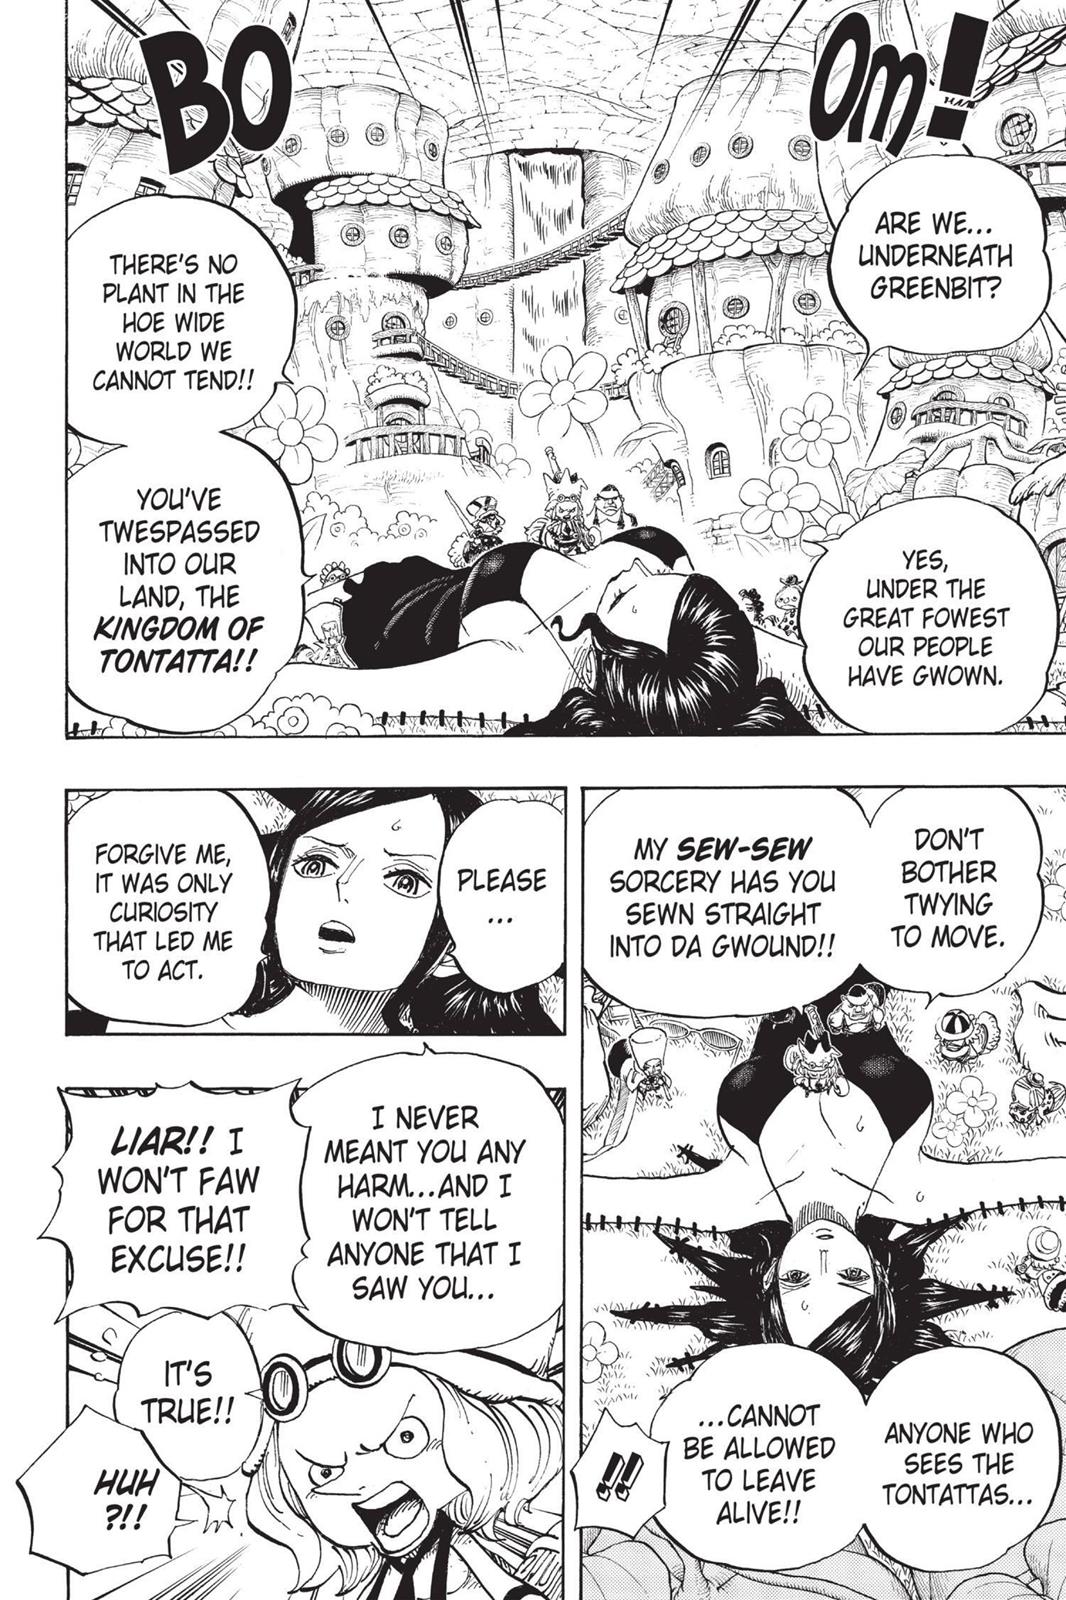 BOOM!
ARE WE...
UNDERNEATH
GREENBIT?
YES,
UNDER THE
GREAT FOWEST
OUR PEOPLE
HAVE GWOWN.
THERE'S NO
PLANT IN THE
HOE WIDE
WORLD WE
CANNOT TEND!!
YOU'VE
TWESPASSED
INTO OUR
LAND, THE
KINGDOM OF
TONTATTA!!
DON'T
BOTHER
TWYING
TO MOVE.
MY SEW-SEW
SORCERY HAS YOU
SEWN STRAIGHT
INTO DA GWOUND!!
ANYONE WHO
SEES THE
TONTATTAS...
...CANNOT
BE ALLOWED
TO LEAVE
ALIVE!!
!!
PLEASE
...
FORGIVE ME,
IT WAS ONLY
CURIOSITY
THAT LED ME
TO ACT.
I NEVER
MEANT YOU ANY
HARM...AND I
WON'T TELL
ANYONE THAT I
SAW YOU...
LIAR!! I
WON'T FAW
FOR THAT
EXCUSE!!
IT'S
TRUE!!
HUH
?!!